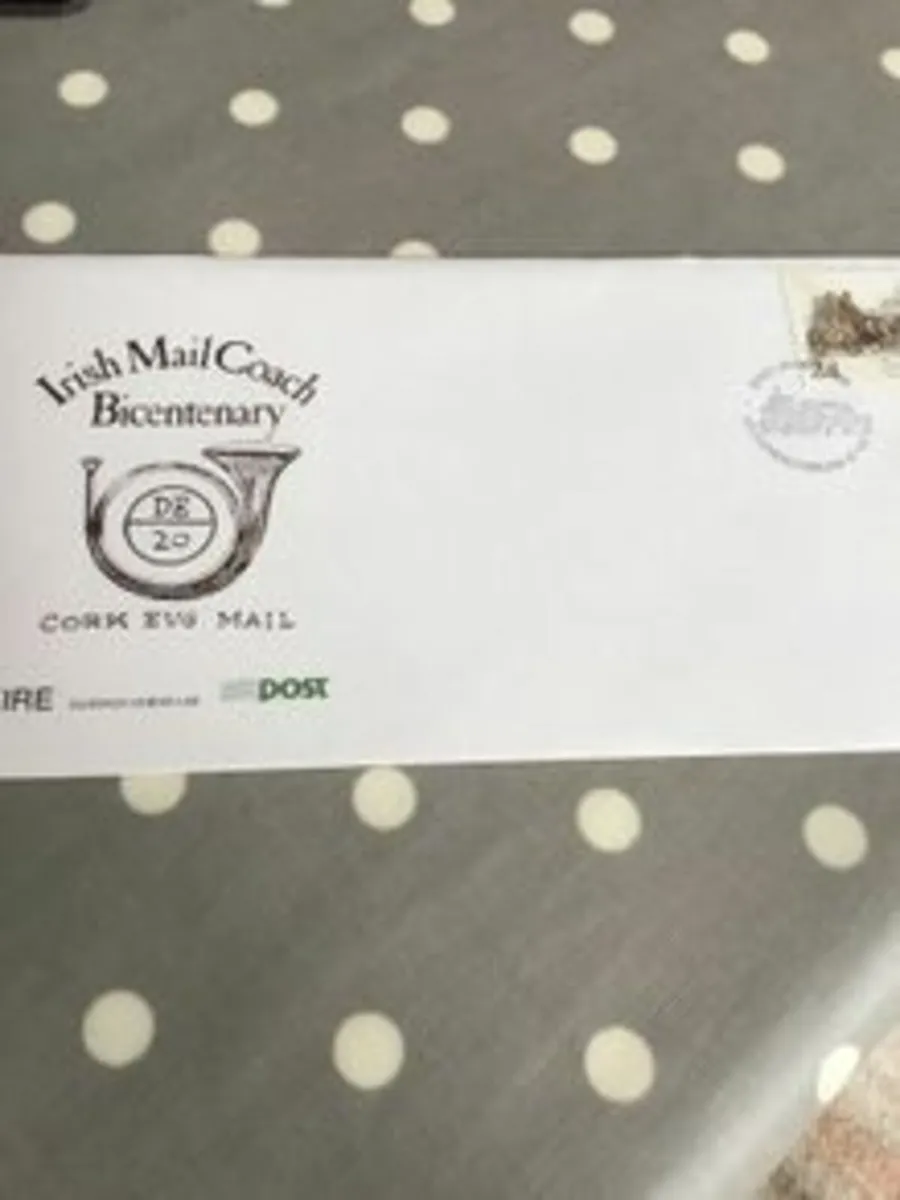 Irish Mail Coach
Bicentenary
DE
20
CORK EVG MAIL
IRE
POST